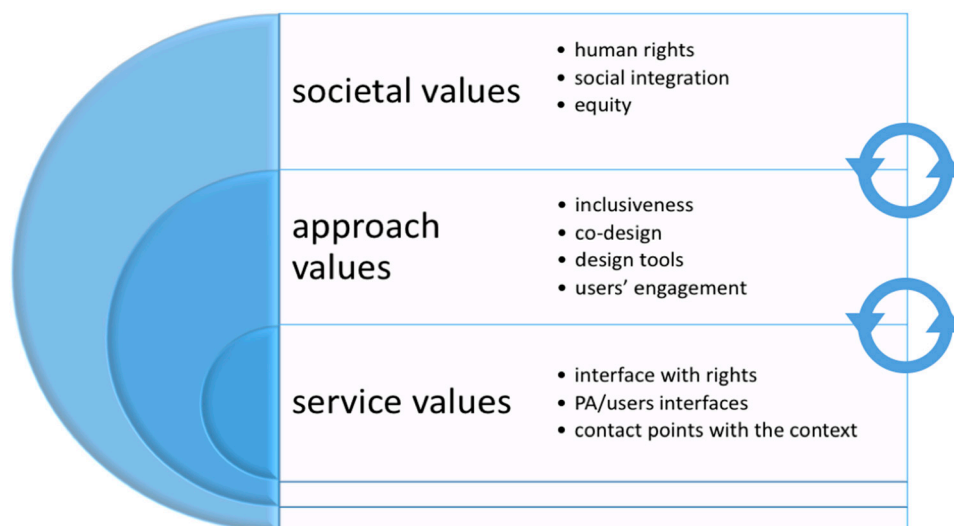 societal values
• human rights
• social integration
• equity
approach
values
• inclusiveness
• co-design
• design tools
• users’ engagement
service values
• interface with rights
• PA/users interfaces
• contact points with the context